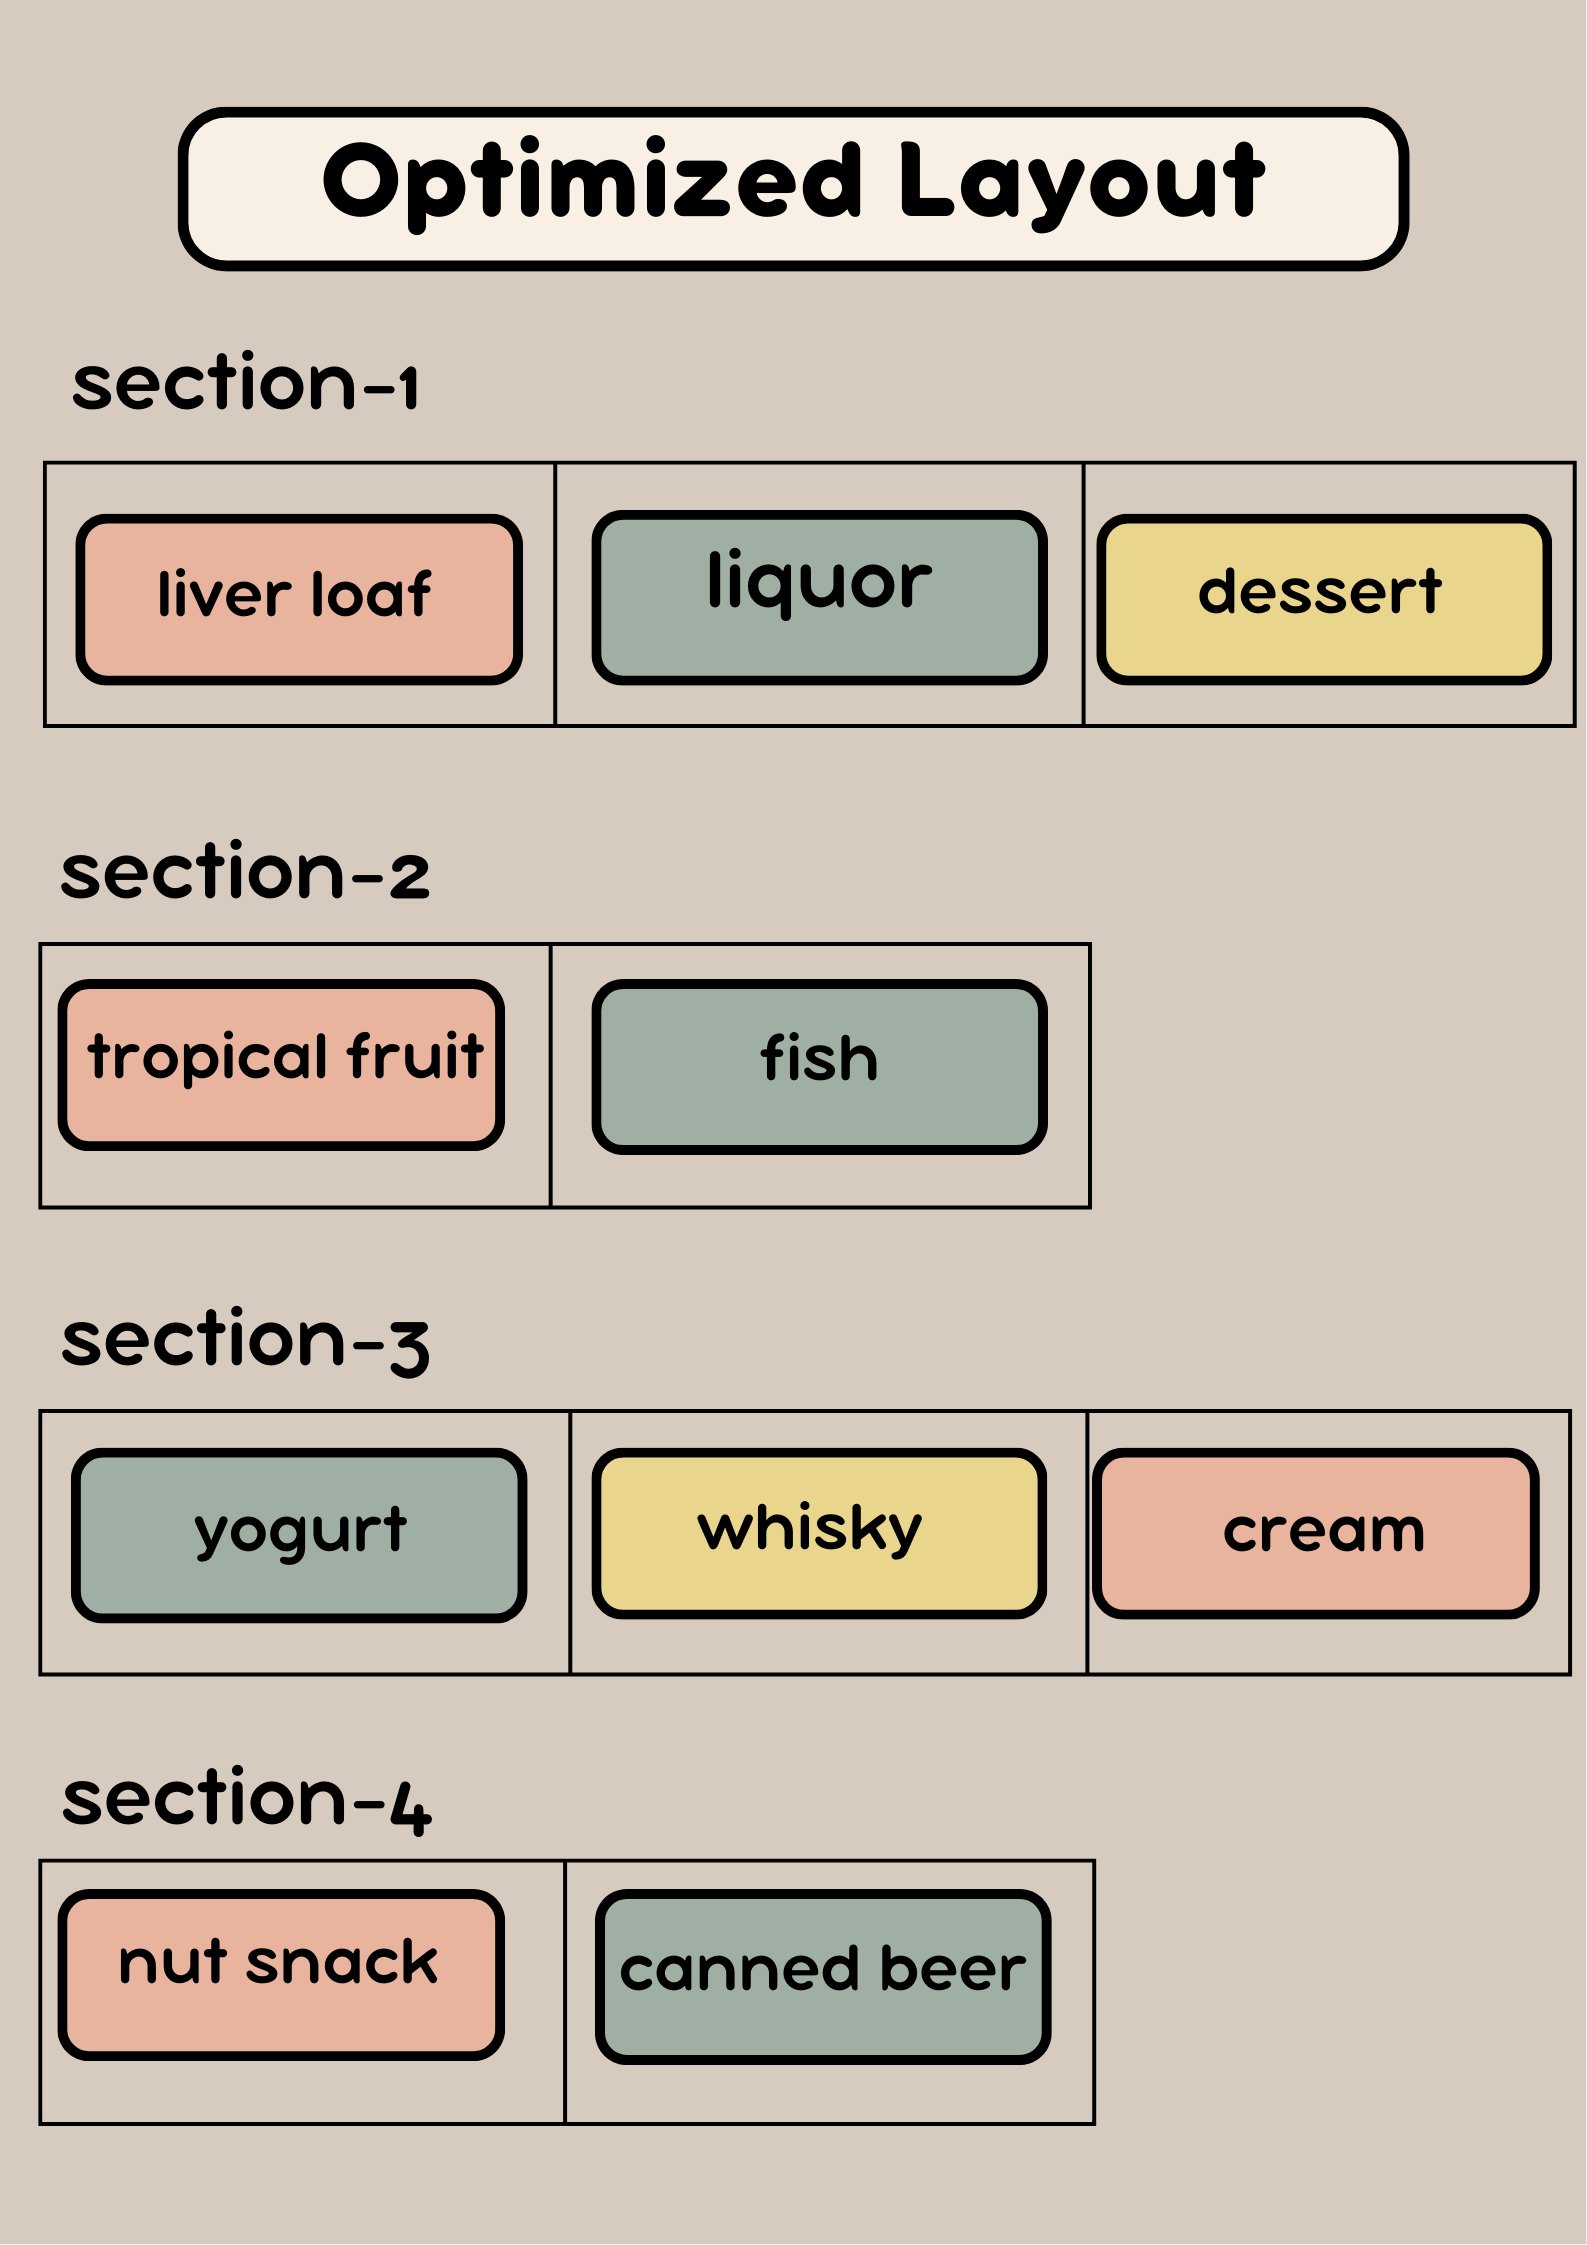 Optimized Layout
section-1
liver loaf
liquor
dessert
section-2
tropical fruit
fish
section-3
yogurt
whisky
cream
section-4
nut snack
canned beer